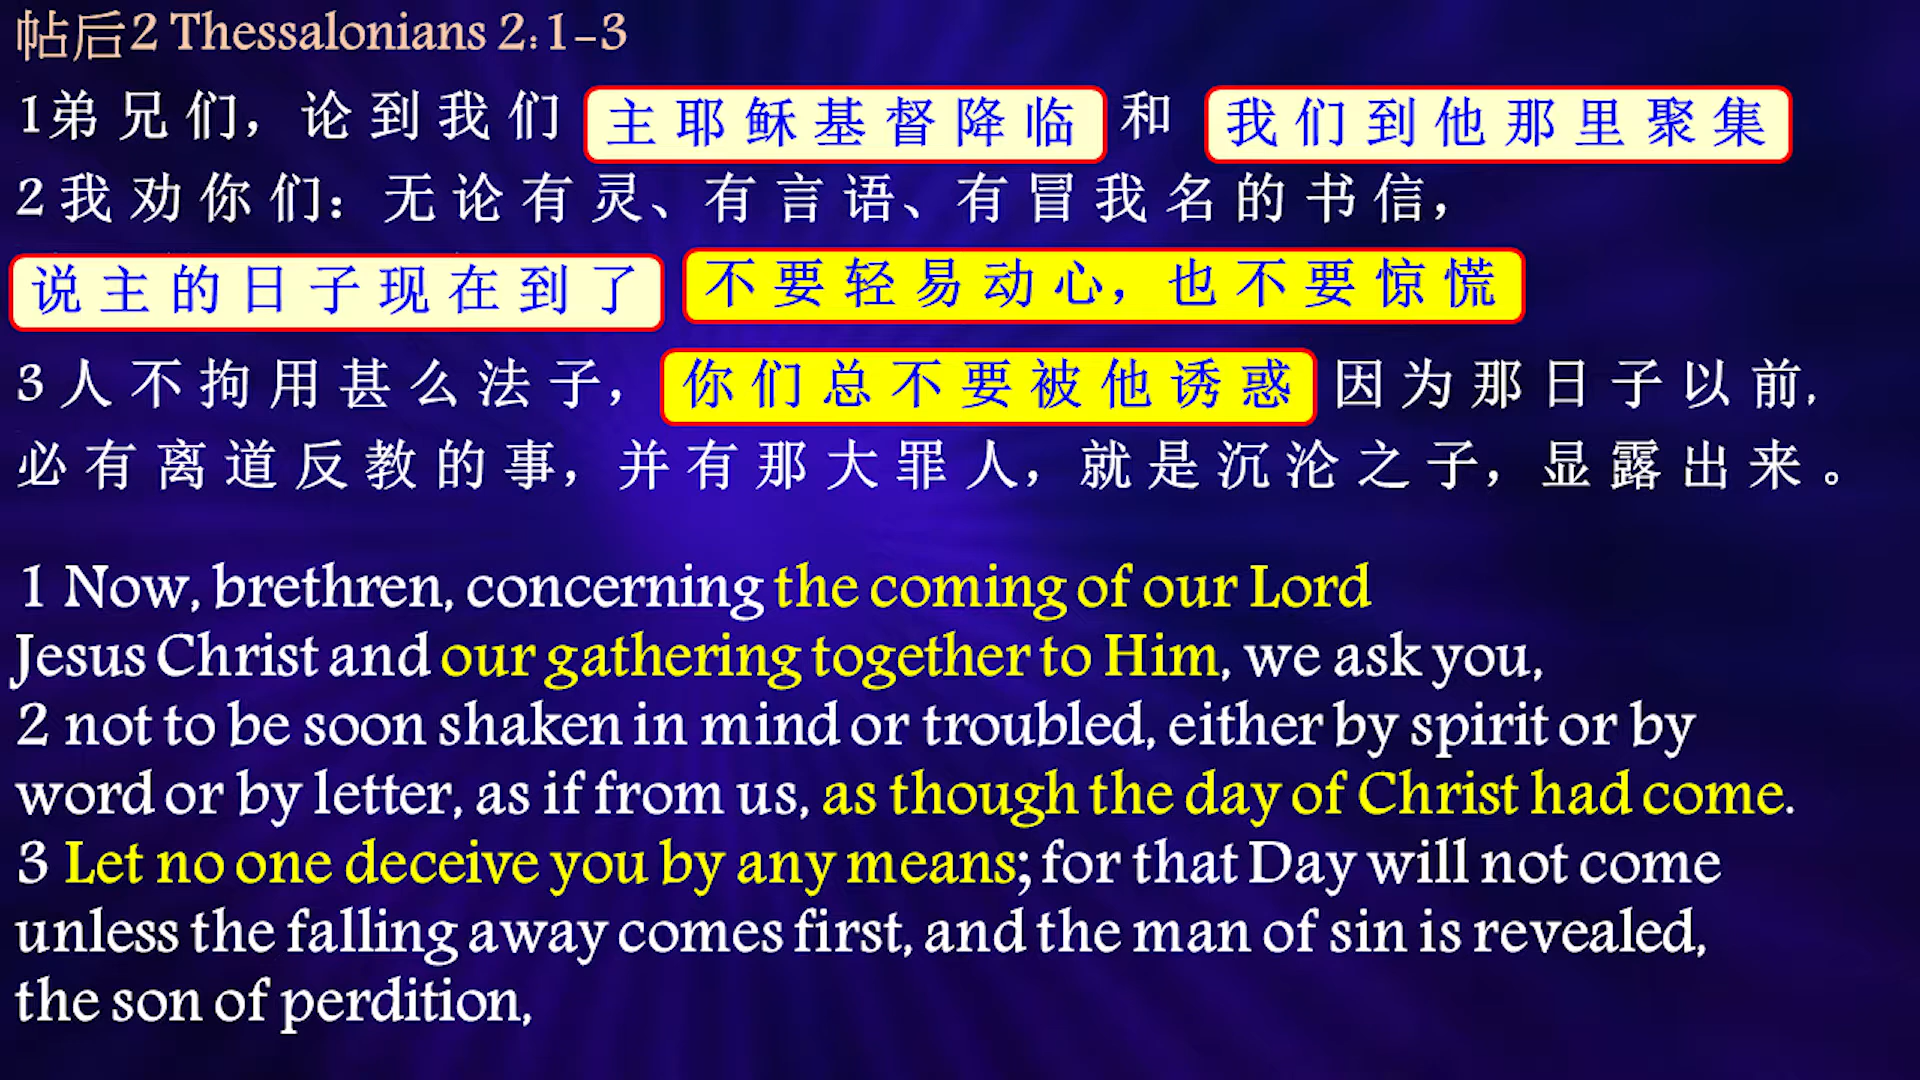 帖后2 Thessalonians 2:1-3
1弟兄们，论到我们 主耶稣基督降临 和 我们到他那里聚集
2我劝你们：无论有灵、有言语、有冒我名的书信，
说主的日子现在到了 不要轻易动心，也不要惊慌
3人不拘用甚么法子，你们总不要被他诱惑 因为那日子以前,
必有离道反教的事，并有那大罪人，就是沉沦之子，显露出来。
1 Now, brethren, concerning the coming of our Lord
Jesus Christ and our gathering together to Him, we ask you,
2 not to be soon shaken in mind or troubled, either by spirit or by
word or by letter, as if from us, as though the day of Christ had come.
3 Let no one deceive you by any means; for that Day will not come
unless the falling away comes first, and the man of sin is revealed,
the son of perdition,